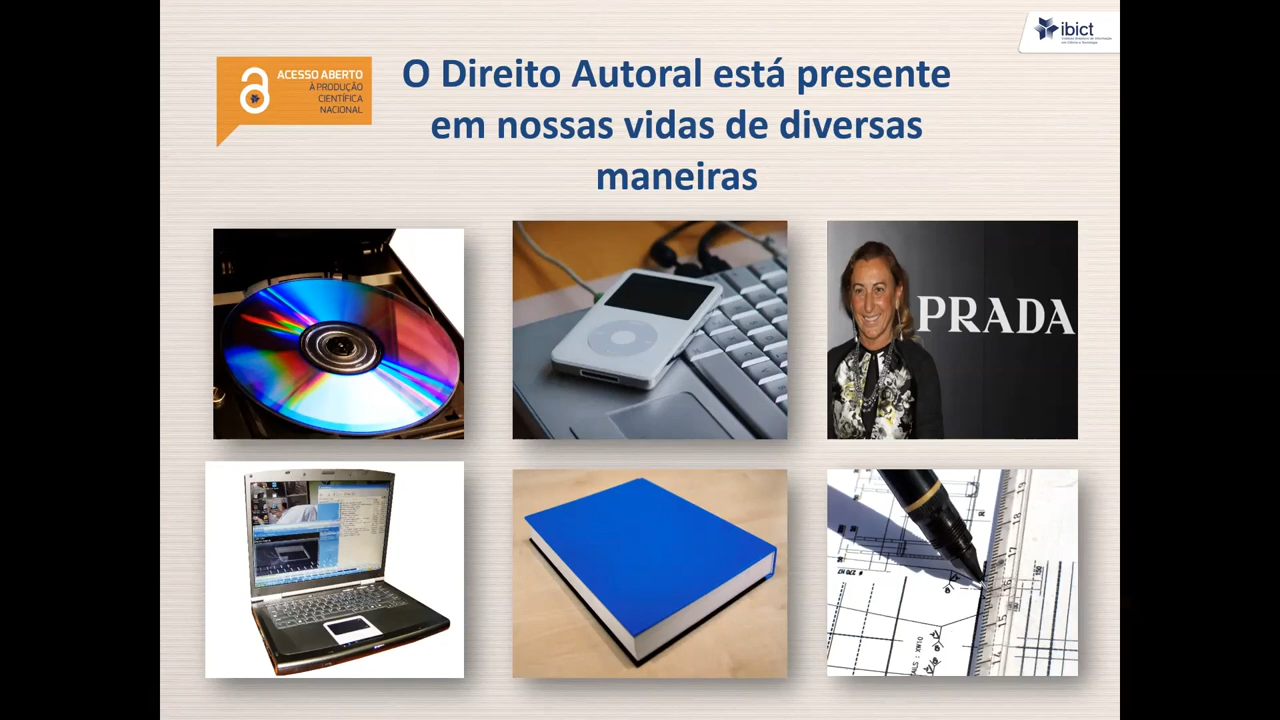 ibict
ACESSO ABERTO
À PRODUÇÃO
CIENTÍFICA
NACIONAL
O Direito Autoral está presente
em nossas vidas de diversas
maneiras
PRADA